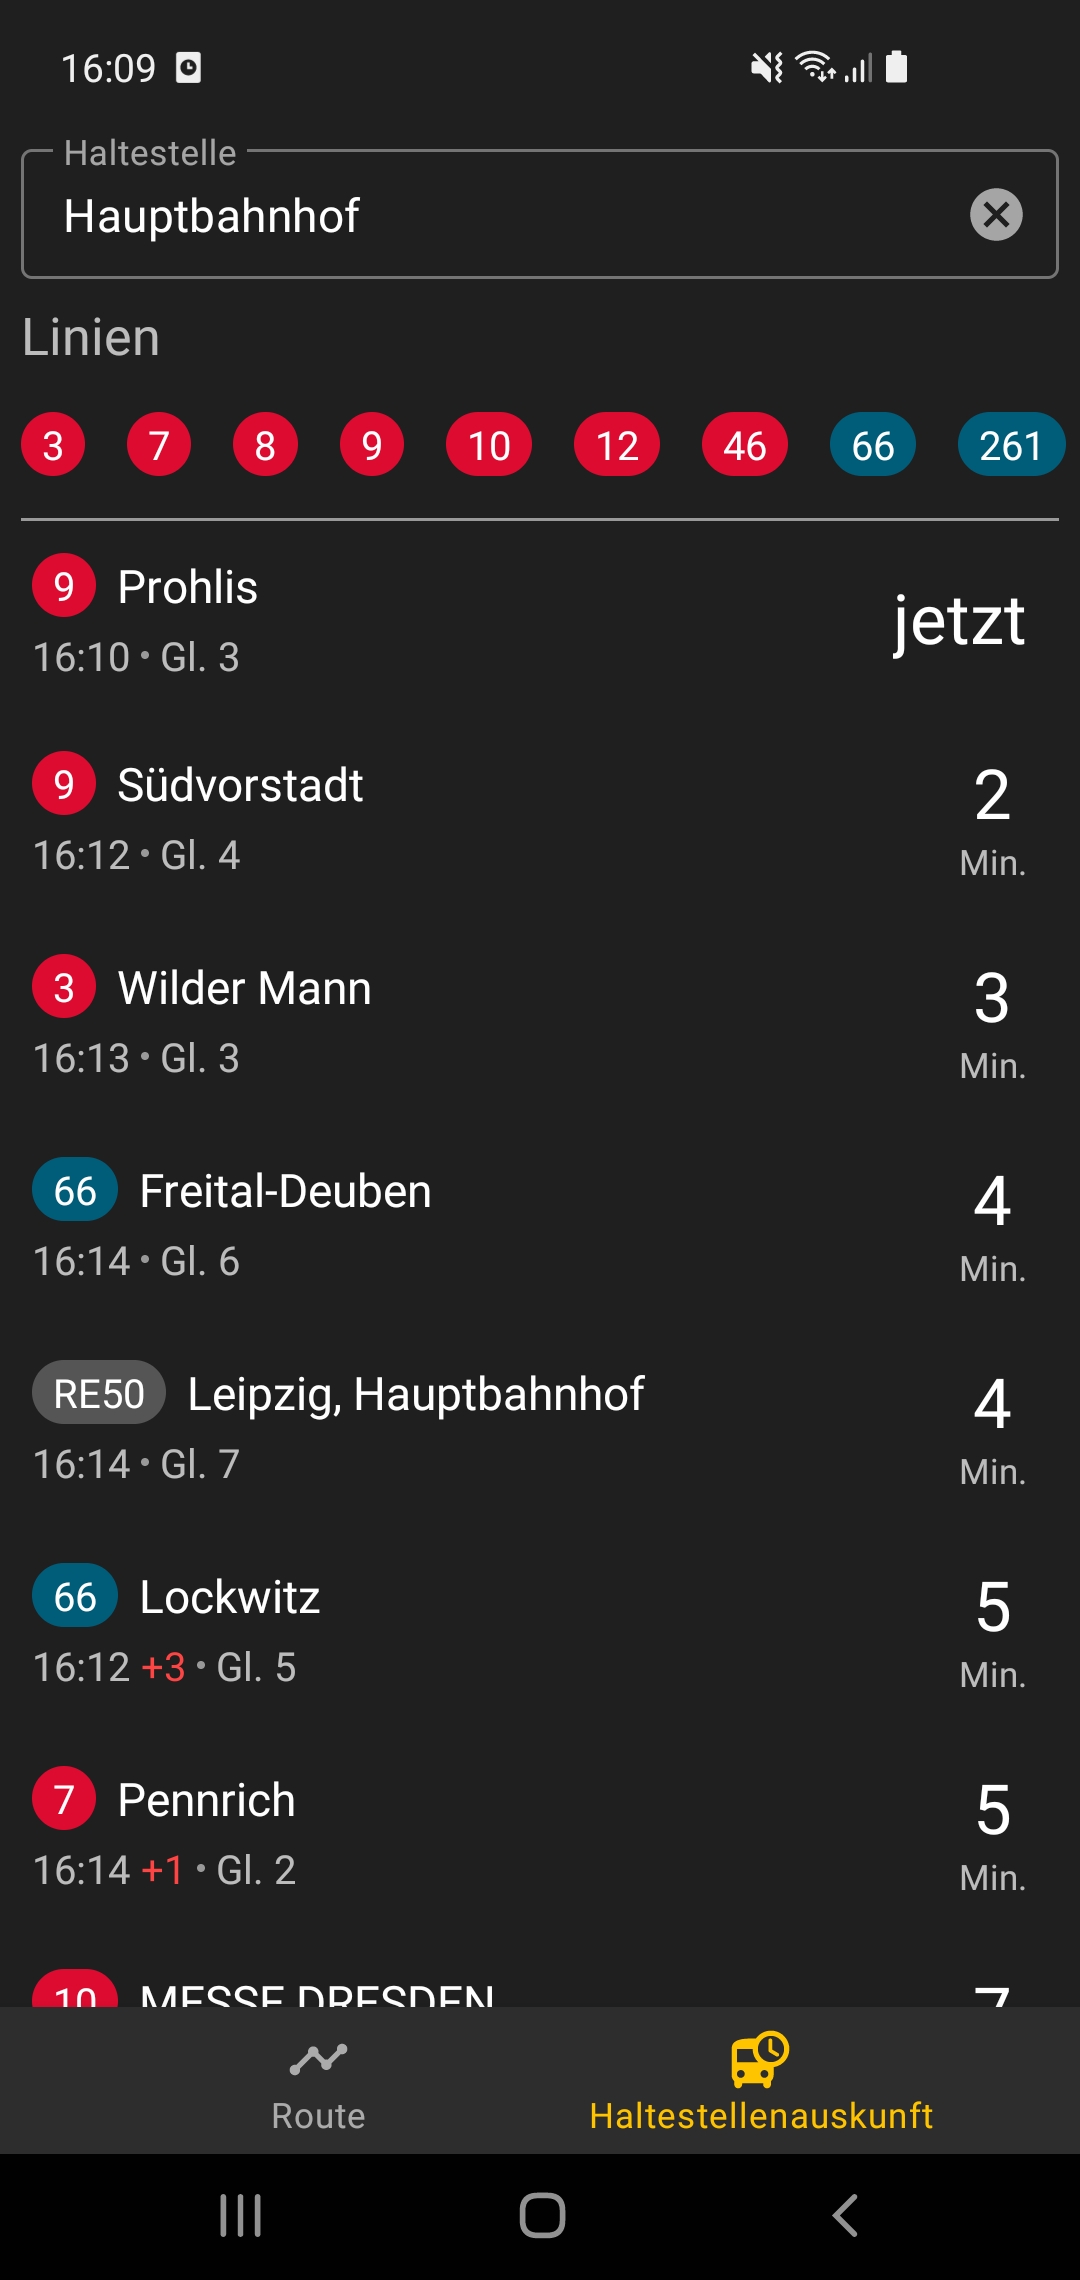 16:09
Haltestelle
Hauptbahnhof
Linien
3 7 8 9 10 12 46 66 261
9 Prohlis
jetzt
16:10 • Gl. 3
9 Südvorstadt
2
16:12 • Gl. 4
Min.
3 Wilder Mann
3
16:13 • Gl. 3
Min.
66 Freital-Deuben
4
16:14 • Gl. 6
Min.
RE50 Leipzig, Hauptbahnhof
4
16:14 • Gl. 7
Min.
66 Lockwitz
5
16:12 +3 • Gl. 5
Min.
7 Pennrich
5
16:14 +1 • Gl. 2
Min.
10 MESSE DRESDEN
7
Route
Haltestellenauskunft